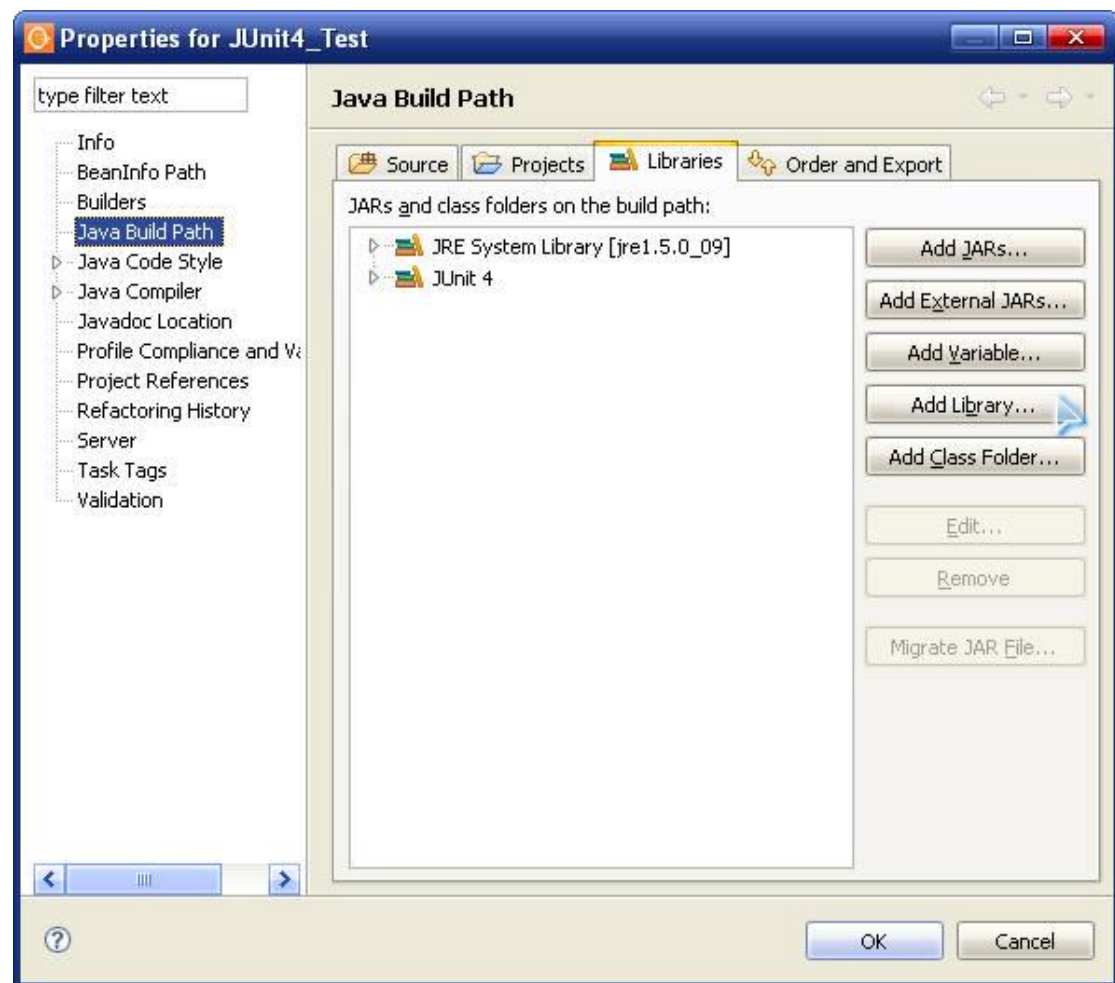 Properties for JUnit4_Test
type filter text
Info
BeanInfo Path
Builders
Java Build Path
Java Code Style
Java Compiler
Javadoc Location
Profile Compliance and Va
Project References
Refactoring History
Server
Task Tags
Validation
Java Build Path
Source
Projects
Libraries
Order and Export
JARs and class folders on the build path:
JRE System Library [jre1.5.0_09]
JUnit 4
Add JARs...
Add External JARs...
Add Variable...
Add Library...
Add Class Folder...
Edit...
Remove
Migrate JAR File...
?
OK
Cancel